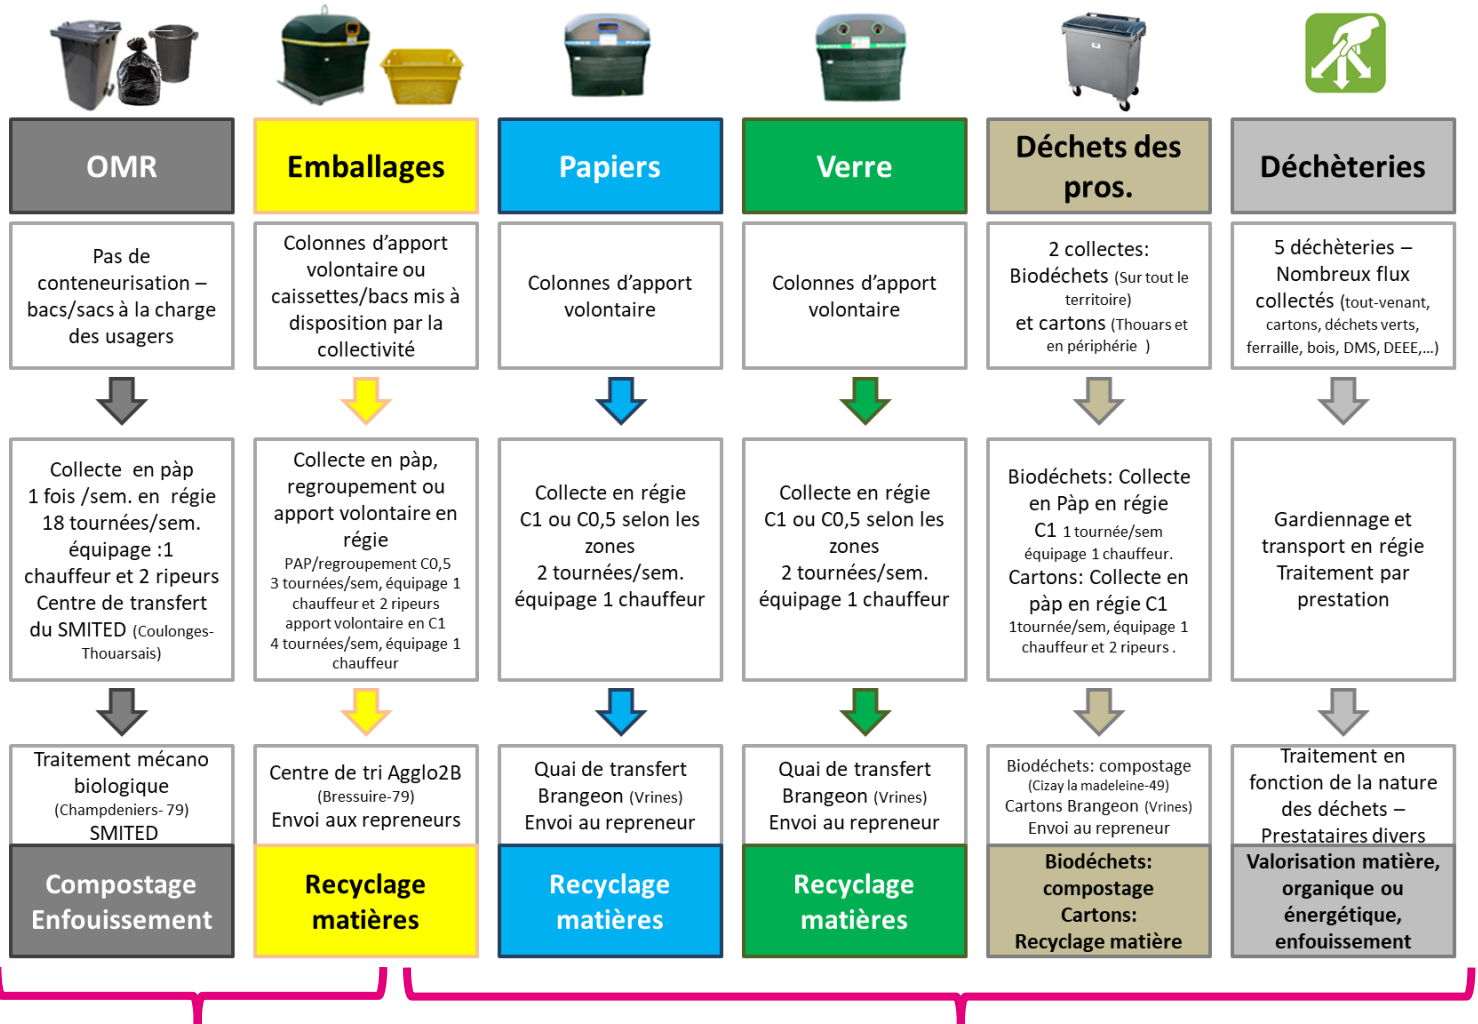 OMR
Pas de
conteneurisation –
bacs/sacs à la charge
des usagers
Collecte en pàp
1 fois /sem. en régie
18 tournées/sem.
équipage :1
chauffeur et 2 ripeurs
Centre de transfert
du SMITED (Coulonges-
Thouarsais)
Traitement mécano
biologique
(Champdeniers- 79)
SMITED
Compostage
Enfouissement
Emballages
Colonnes d’apport
volontaire ou
caissettes/bacs mis à
disposition par la
collectivité
Collecte en pàp,
regroupement ou
apport volontaire en
régie
PAP/regroupement C0,5
3 tournées/sem, équipage 1
chauffeur et 2 ripeurs
apport volontaire en C1
4 tournées/sem, équipage 1
chauffeur
Centre de tri Agglo2B
(Bressuire-79)
Envoi aux repreneurs
Recyclage
matières
Papiers
Colonnes d’apport
volontaire
Collecte en régie
C1 ou C0,5 selon les
zones
2 tournées/sem.
équipage 1 chauffeur
Quai de transfert
Brangeon (Vrines)
Envoi au repreneur
Recyclage
matières
Verre
Colonnes d’apport
volontaire
Collecte en régie
C1 ou C0,5 selon les
zones
2 tournées/sem.
équipage 1 chauffeur
Quai de transfert
Brangeon (Vrines)
Envoi au repreneur
Recyclage
matières
Déchets des
pros.
2 collectes:
Biodéchets (Sur tout le
territoire)
et cartons (Thouars et
en périphérie )
Biodéchets: Collecte
en Pàp en régie
C1 1 tournée/sem
équipage 1 chauffeur.
Cartons: Collecte en
pàp en régie C1
1tournée/sem, équipage 1
chauffeur et 2 ripeurs .
Biodéchets: compostage
(Cizay la madeleine-49)
Cartons Brangeon (Vrines)
Envoi au repreneur
Biodéchets:
compostage
Cartons:
Recyclage matière
Déchèteries
5 déchèteries –
Nombreux flux
collectés (tout-venant,
cartons, déchets verts,
ferraille, bois, DMS, DEEE,...)
Gardiennage et
transport en régie
Traitement par
prestation
Traitement en
fonction de la nature
des déchets –
Prestataires divers
Valorisation matière,
organique ou
énergétique,
enfouissement